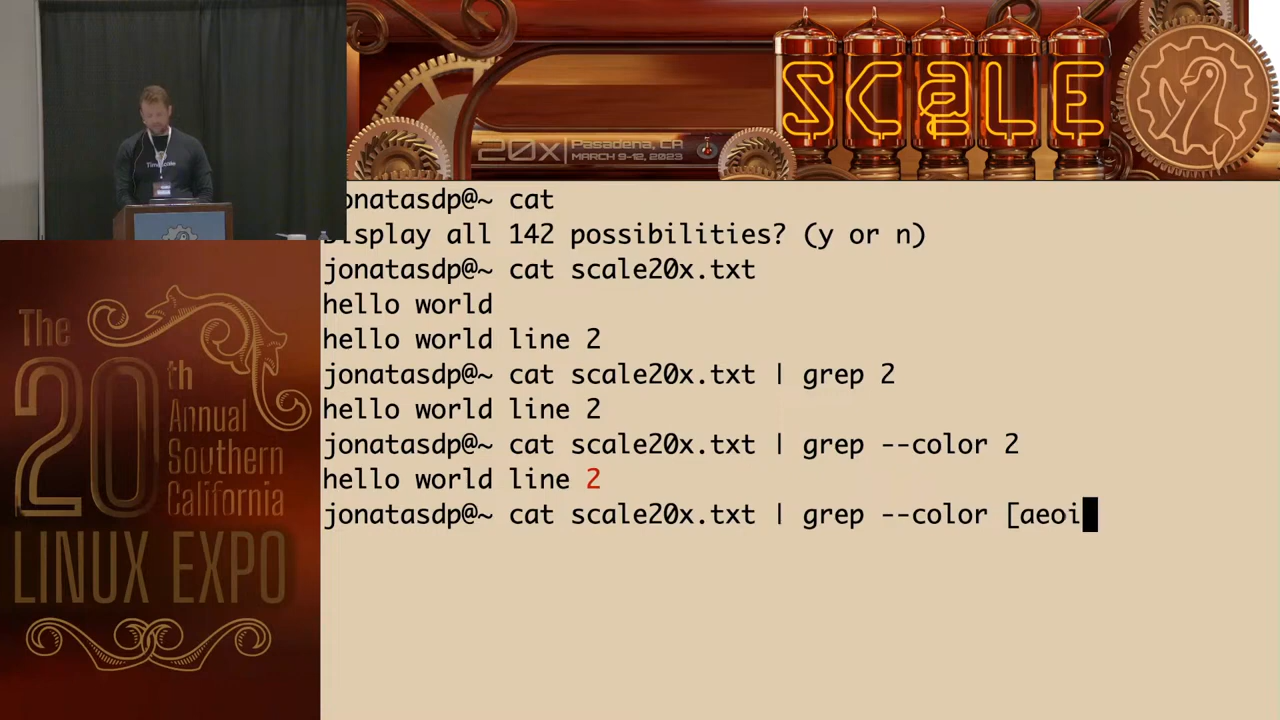 SCaLE
20x
Pasadena, CA
MARCH 9-12, 2023
Timescale
jonatasdp@~ cat
Display all 142 possibilities? (y or n)
jonatasdp@~ cat scale20x.txt
hello world
hello world line 2
jonatasdp@~ cat scale20x.txt | grep 2
hello world line 2
jonatasdp@~ cat scale20x.txt | grep --color 2
hello world line 2
jonatasdp@~ cat scale20x.txt | grep --color [aeoi
The
20th
Annual
Southern
California
LINUX EXPO